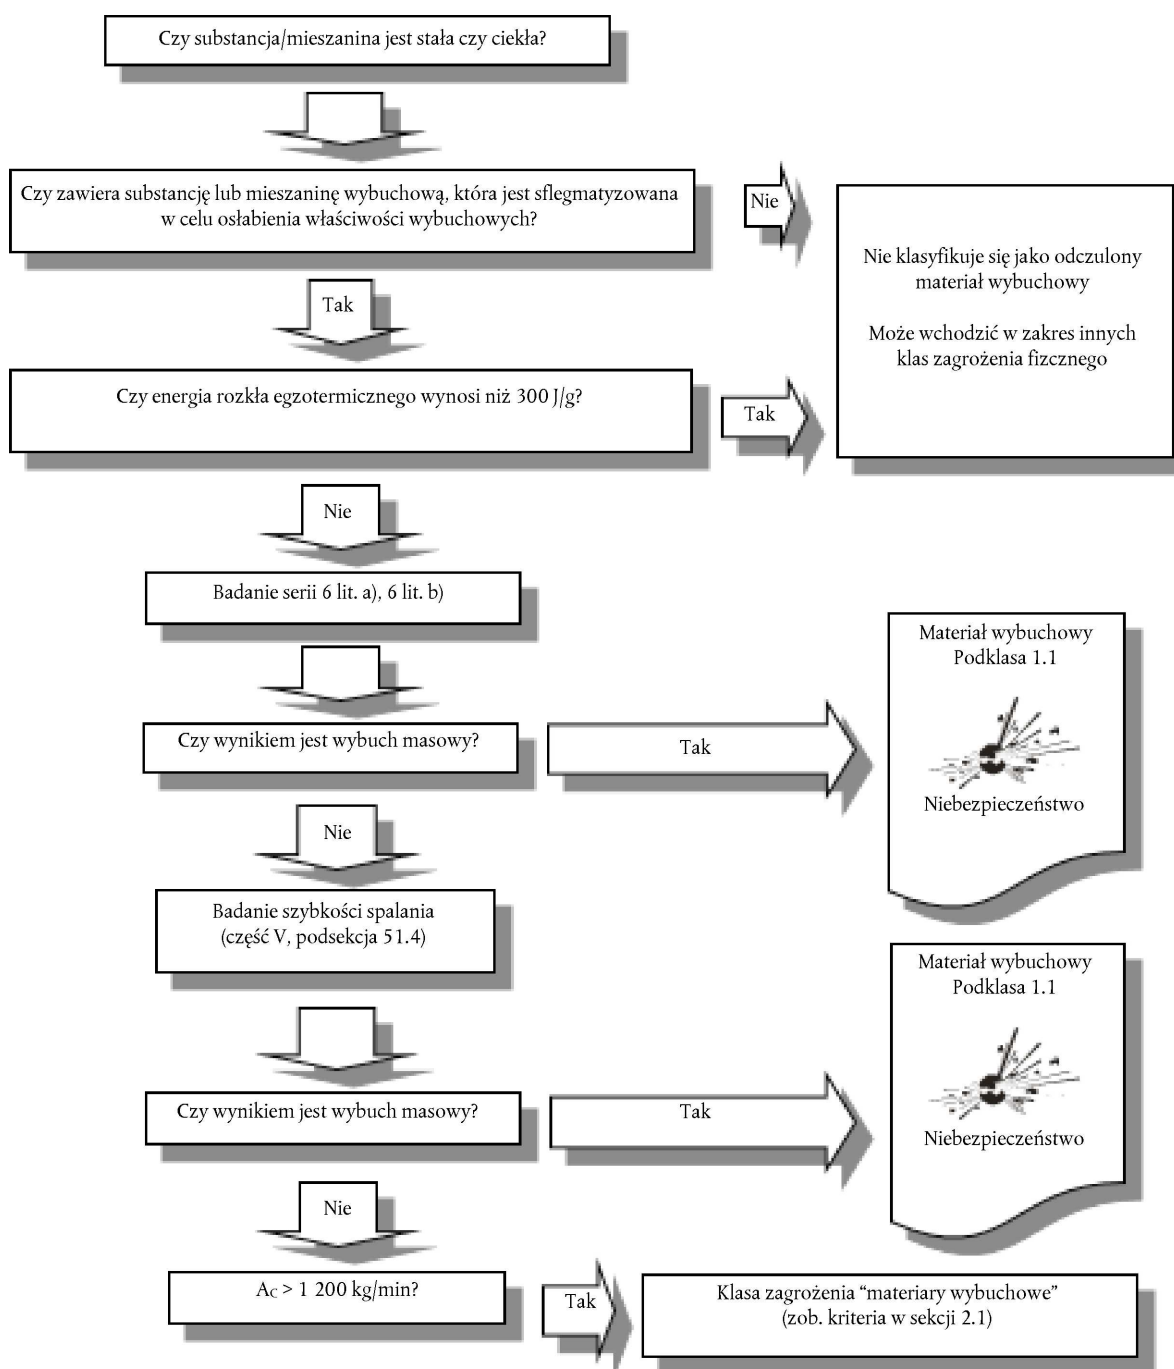 Czy substancja/mieszanina jest stała czy ciekła?
Czy zawiera substancję lub mieszaninę wybuchową, która jest sflegmatyzowana
w celu osłabienia właściwości wybuchowych?
Nie
Nie klasyfikuje się jako odczulony
materiał wybuchowy
Może wchodzić w zakres innych
klas zagrożenia fizcznego
Tak
Czy energia rozkła egzotermicznego wynosi niż 300 J/g?
Tak
Nie
Badanie serii 6 lit. a), 6 lit. b)
Czy wynikiem jest wybuch masowy?
Tak
Materiał wybuchowy
Podklasa 1.1
Niebezpieczeństwo
Nie
Badanie szybkości spalania
(część V, podsekcja 51.4)
Czy wynikiem jest wybuch masowy?
Tak
Materiał wybuchowy
Podklasa 1.1
Niebezpieczeństwo
Nie
AC > 1 200 kg/min?
Tak
Klasa zagrożenia “materiary wybuchowe”
(zob. kriteria w sekcji 2.1)